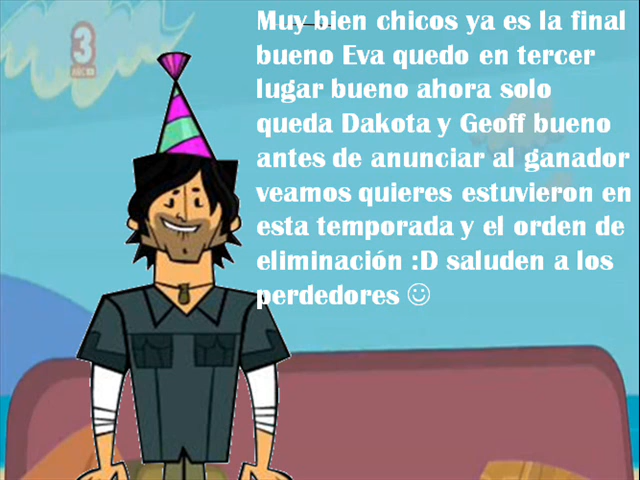 3
AÑOS
Muy bien chicos ya es la final
bueno Eva quedo en tercer
lugar bueno ahora solo
queda Dakota y Geoff bueno
antes de anunciar al ganador
veamos quieres estuvieron en
esta temporada y el orden de
eliminación :D saluden a los
perdedores ☺